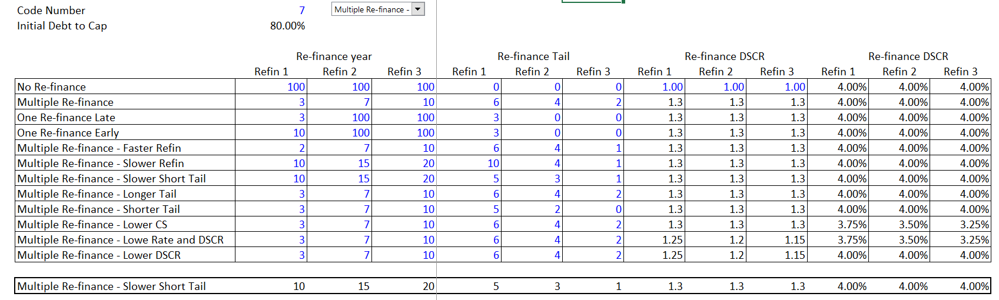 Code Number 7 Multiple Re-finance -
Initial Debt to Cap 80.00%
Re-finance year Re-finance Tail Re-finance DSCR Re-finance DSCR
Refin 1 Refin 2 Refin 3 Refin 1 Refin 2 Refin 3 Refin 1 Refin 2 Refin 3 Refin 1 Refin 2 Refin 3
No Re-finance 100 100 100 0 0 0 1.00 1.00 1.00 4.00% 4.00% 4.00%
Multiple Re-finance 3 7 10 6 4 2 1.3 1.3 1.3 4.00% 4.00% 4.00%
One Re-finance Late 3 100 100 3 0 0 1.3 1.3 1.3 4.00% 4.00% 4.00%
One Re-finance Early 10 100 100 3 0 0 1.3 1.3 1.3 4.00% 4.00% 4.00%
Multiple Re-finance - Faster Refin 2 7 10 6 4 1 1.3 1.3 1.3 4.00% 4.00% 4.00%
Multiple Re-finance - Slower Refin 10 15 20 10 4 1 1.3 1.3 1.3 4.00% 4.00% 4.00%
Multiple Re-finance - Slower Short Tail 10 15 20 5 3 1 1.3 1.3 1.3 4.00% 4.00% 4.00%
Multiple Re-finance - Longer Tail 3 7 10 6 4 2 1.3 1.3 1.3 4.00% 4.00% 4.00%
Multiple Re-finance - Shorter Tail 3 7 10 5 2 0 1.3 1.3 1.3 4.00% 4.00% 4.00%
Multiple Re-finance - Lower CS 3 7 10 6 4 2 1.3 1.3 1.3 3.75% 3.50% 3.25%
Multiple Re-finance - Lowe Rate and DSCR 3 7 10 6 4 2 1.25 1.2 1.15 3.75% 3.50% 3.25%
Multiple Re-finance - Lower DSCR 3 7 10 6 4 2 1.25 1.2 1.15 4.00% 4.00% 4.00%
Multiple Re-finance - Slower Short Tail 10 15 20 5 3 1 1.3 1.3 1.3 4.00% 4.00% 4.00%